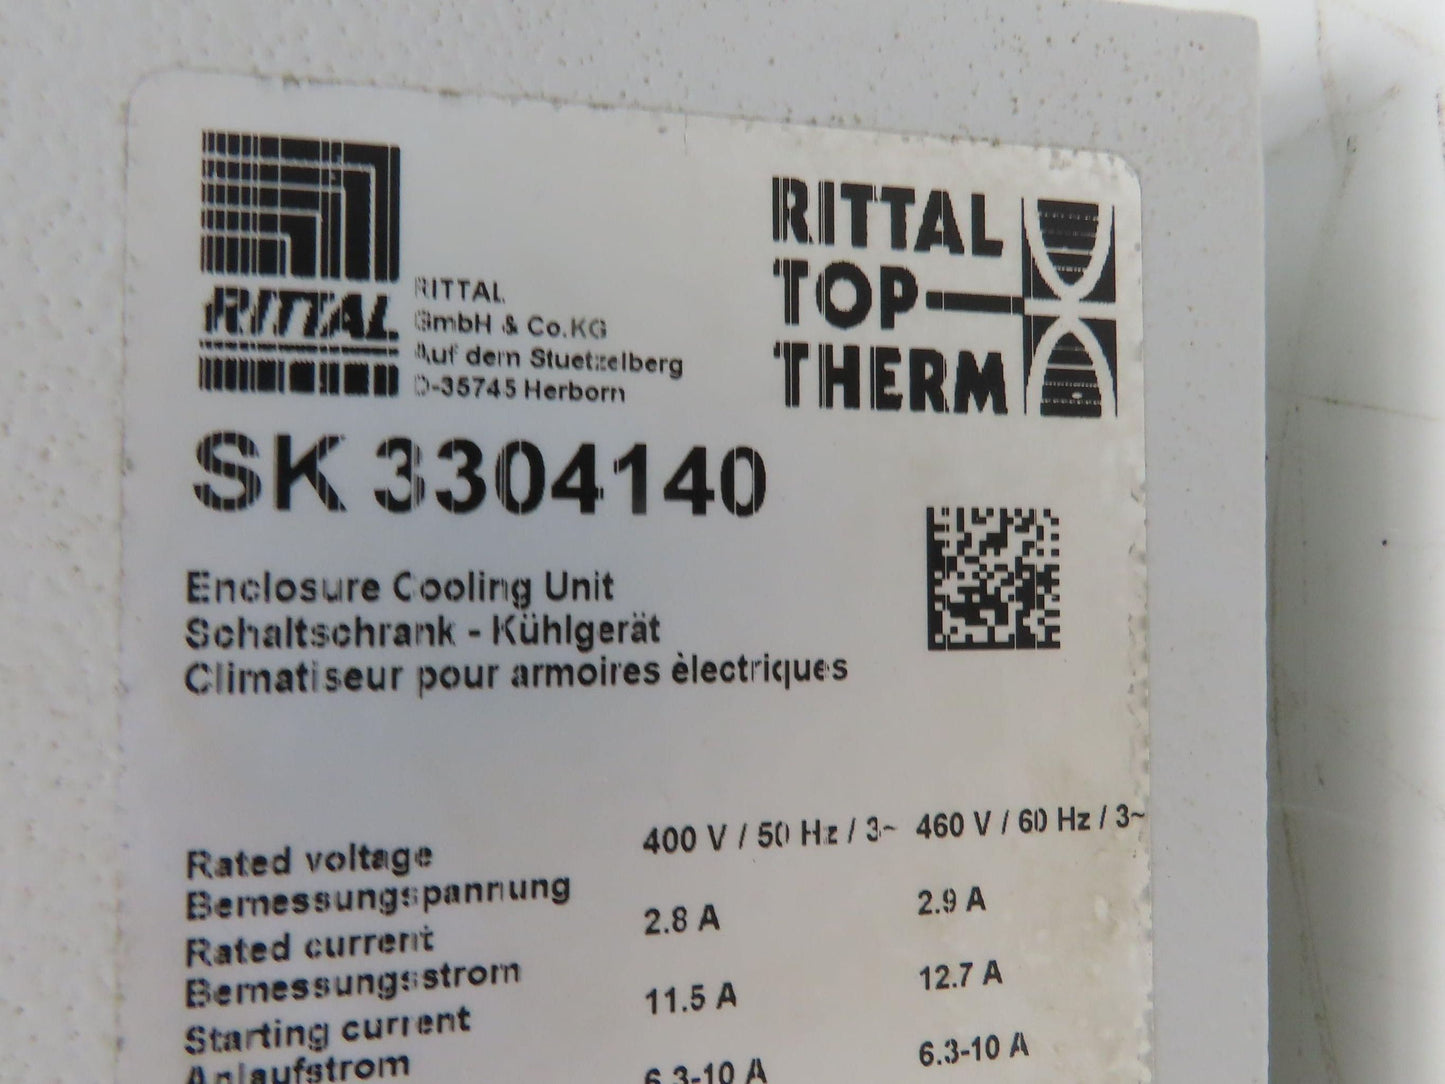 RITTAL
RITTAL
GmbH & Co.KG
Auf dem Stuetzelberg
D-35745 Herborn
RITTAL
TOP
THERM
SK 3304140
Enclosure Cooling Unit
Schaltschrank - Kühlgerät
Climatiseur pour armoires èlectriques
Rated voltage 400 V / 50 Hz / 3~ 460 V / 60 Hz / 3~
Bemessungspannung
Rated current 2.8 A 2.9 A
Bemessungsstrom
Starting current 11.5 A 12.7 A
Anlaufstrom
6.3-10 A 6.3-10 A